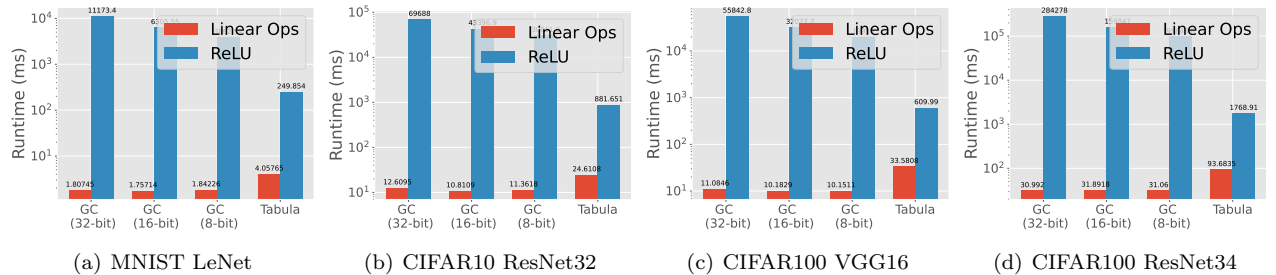 11173.4
69688
55842.8
284278
Linear Ops
ReLU
Linear Ops
ReLU
Linear Ops
ReLU
Linear Ops
ReLU
10^4
10^3
10^2
10^1
Runtime (ms)
1.80745
1.75714
1.84226
4.05765
249.854
GC (32-bit)
GC (16-bit)
GC (8-bit)
Tabula
10^5
10^4
10^3
10^2
10^1
Runtime (ms)
12.6095
10.8109
11.3618
24.6108
881.651
GC (32-bit)
GC (16-bit)
GC (8-bit)
Tabula
10^4
10^3
10^2
10^1
Runtime (ms)
11.0846
10.1829
10.1511
33.5808
609.99
GC (32-bit)
GC (16-bit)
GC (8-bit)
Tabula
10^5
10^4
10^3
10^2
Runtime (ms)
30.992
31.8918
31.06
93.6835
1768.91
GC (32-bit)
GC (16-bit)
GC (8-bit)
Tabula
(a) MNIST LeNet
(b) CIFAR10 ResNet32
(c) CIFAR100 VGG16
(d) CIFAR100 ResNet34